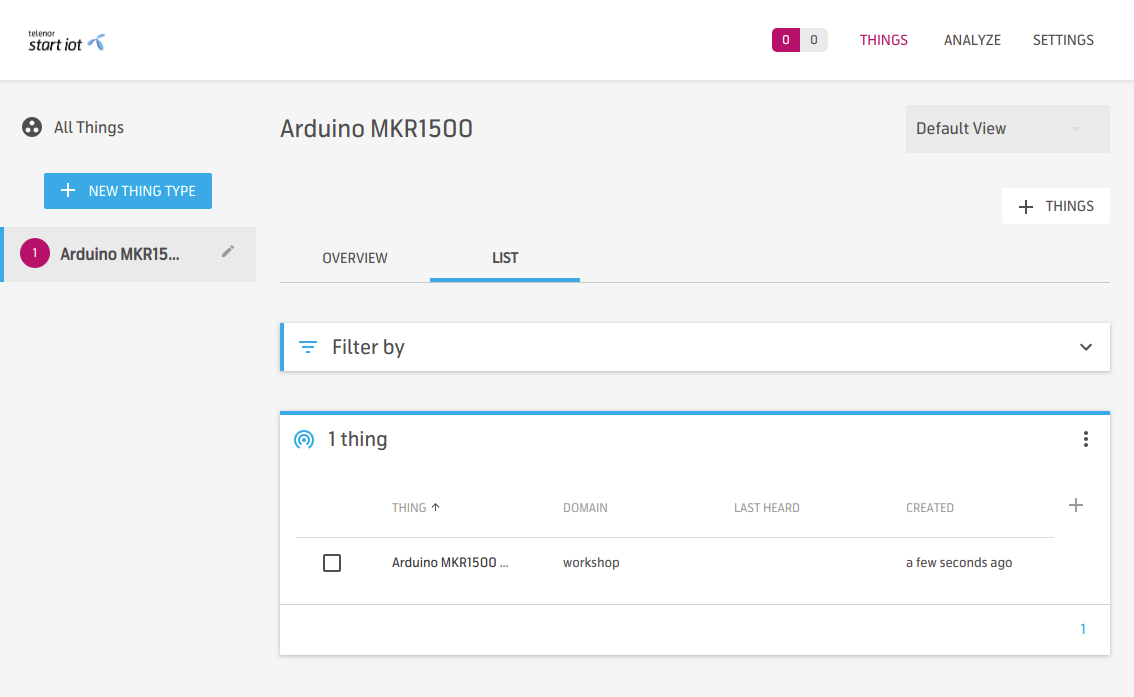 telenor
start iot
0 0 THINGS ANALYZE SETTINGS
All Things
Arduino MKR1500
Default View
NEW THING TYPE
THINGS
1 Arduino MKR15...
OVERVIEW LIST
Filter by
1 thing
THING DOMAIN LAST HEARD CREATED
Arduino MKR1500 ... workshop a few seconds ago
1